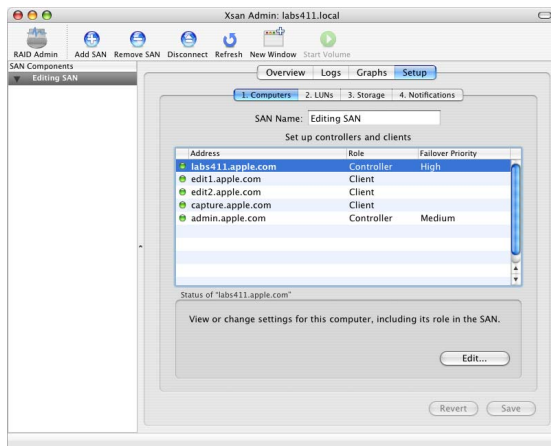 Xsan Admin: labs411.local
RAID Admin Add SAN Remove SAN Disconnect Refresh New Window Start Volume
SAN Components
Editing SAN
Overview Logs Graphs Setup
1. Computers 2. LUNs 3. Storage 4. Notifications
SAN Name: Editing SAN
Set up controllers and clients
Address Role Failover Priority
labs411.apple.com Controller High
edit1.apple.com Client
edit2.apple.com Client
capture.apple.com Client
admin.apple.com Controller Medium
Status of "labs411.apple.com"
View or change settings for this computer, including its role in the SAN.
Edit...
Revert Save